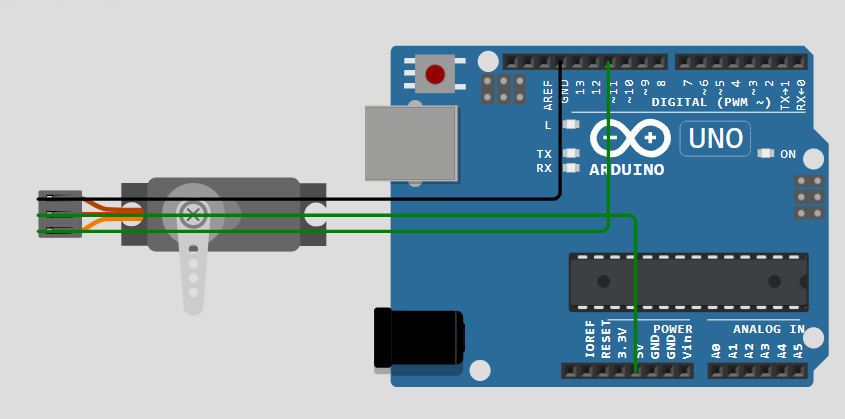 AREF
GND
13
12
~11
~10
~9
8
7
~6
~5
4
~3
2
TX→1
RX←0
DIGITAL (PWM ~)
L
UNO
TX
ON
RX
ARDUINO
IOREF
RESET
3.3V
5V
GND
GND
Vin
POWER
ANALOG IN
A0
A1
A2
A3
A4
A5